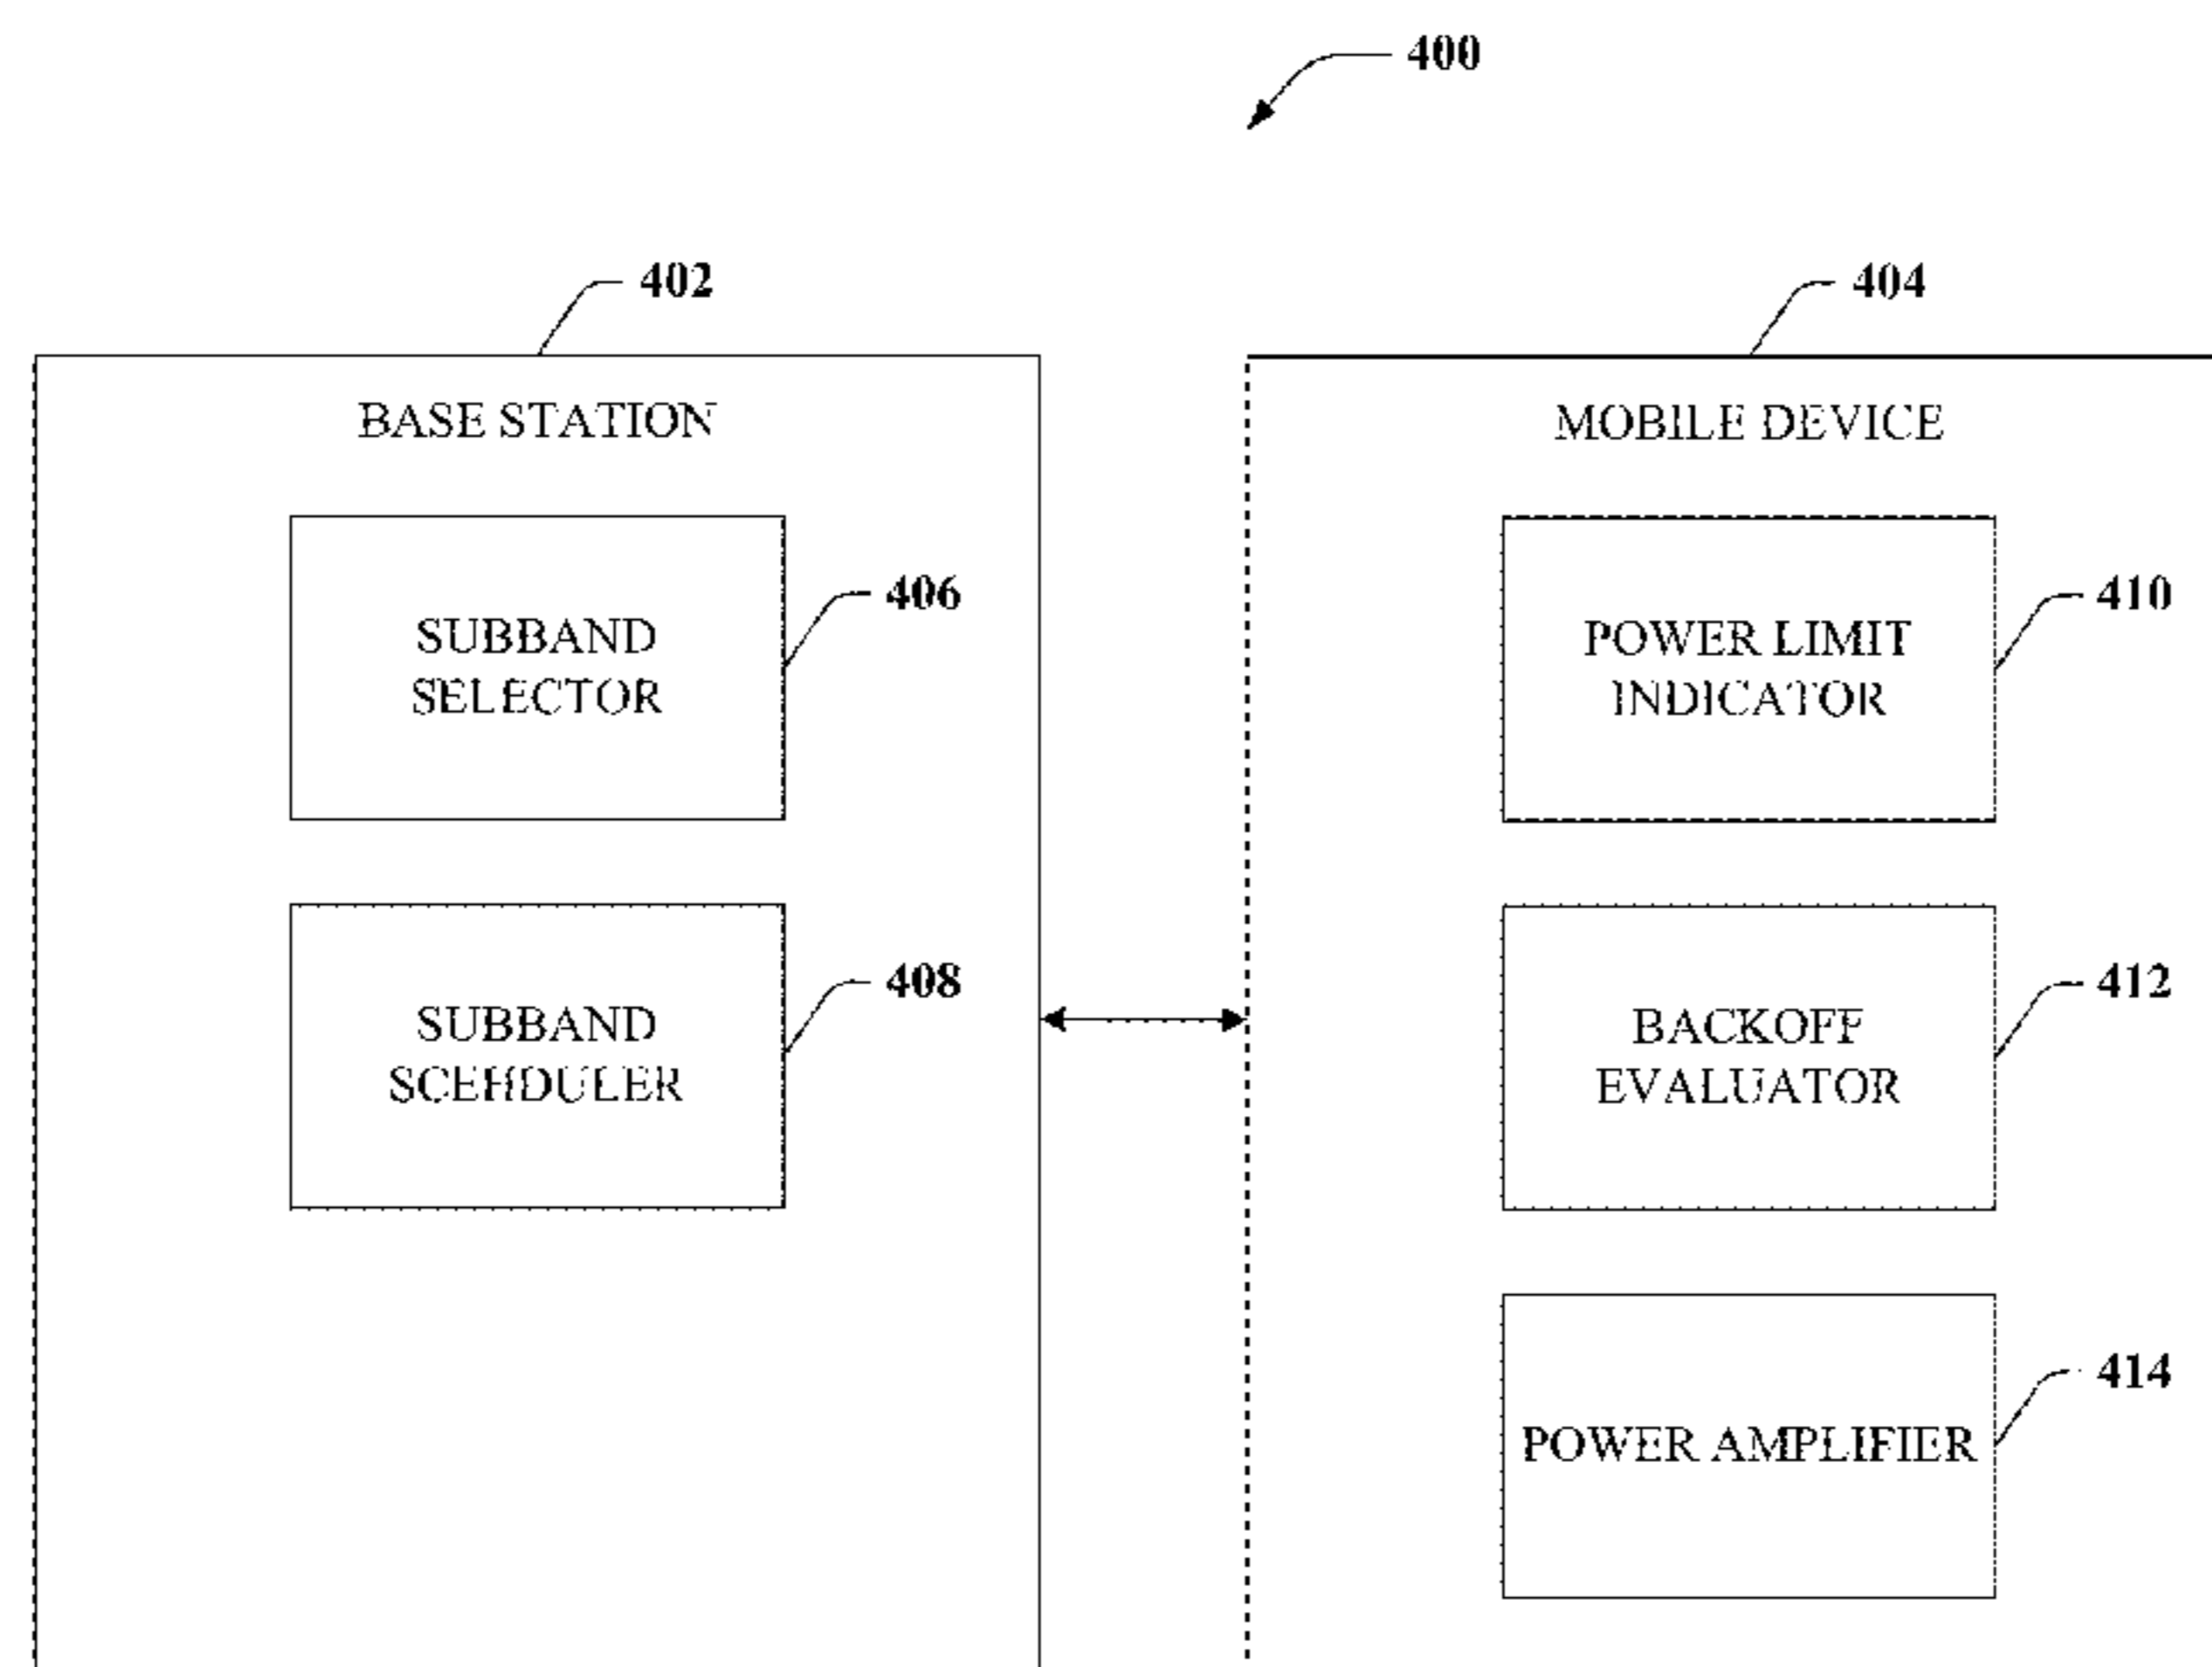 400
402
404
BASE STATION
MOBILE DEVICE
SUBBAND
SELECTOR
406
POWER LIMIT
INDICATOR
410
SUBBAND
SCEHDULER
408
BACKOFF
EVALUATOR
412
POWER AMPLIFIER
414